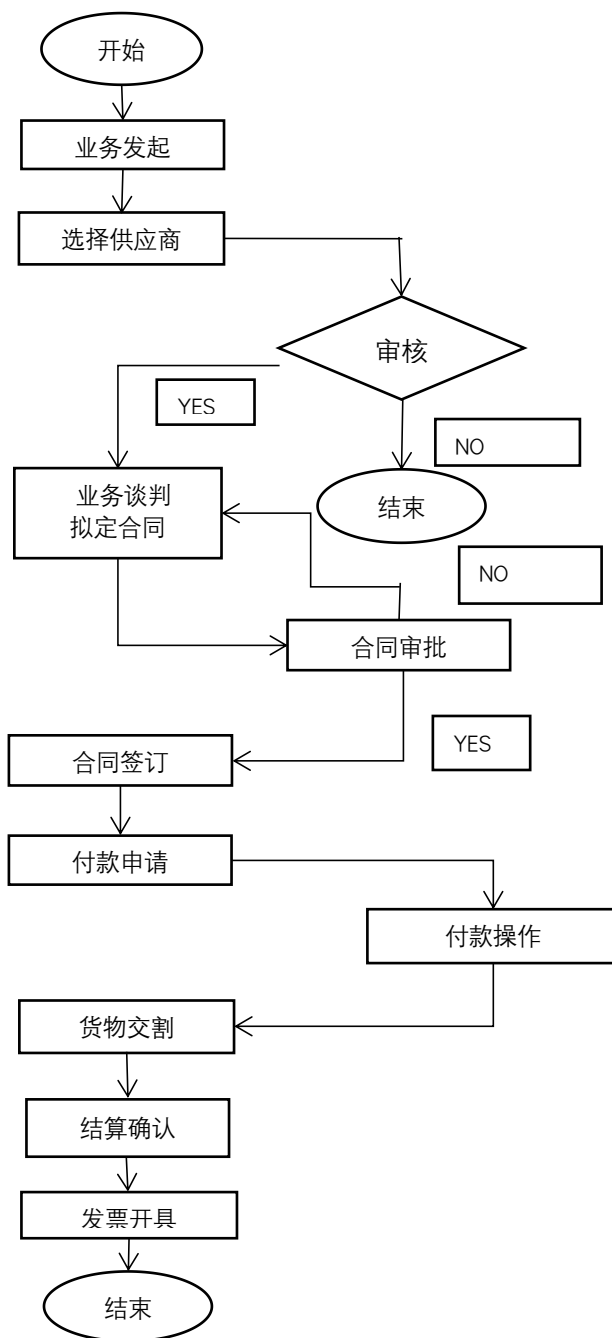 开始
业务发起
选择供应商
审核
YES
NO
业务谈判
拟定合同
结束
NO
合同审批
YES
合同签订
付款申请
付款操作
货物交割
结算确认
发票开具
结束